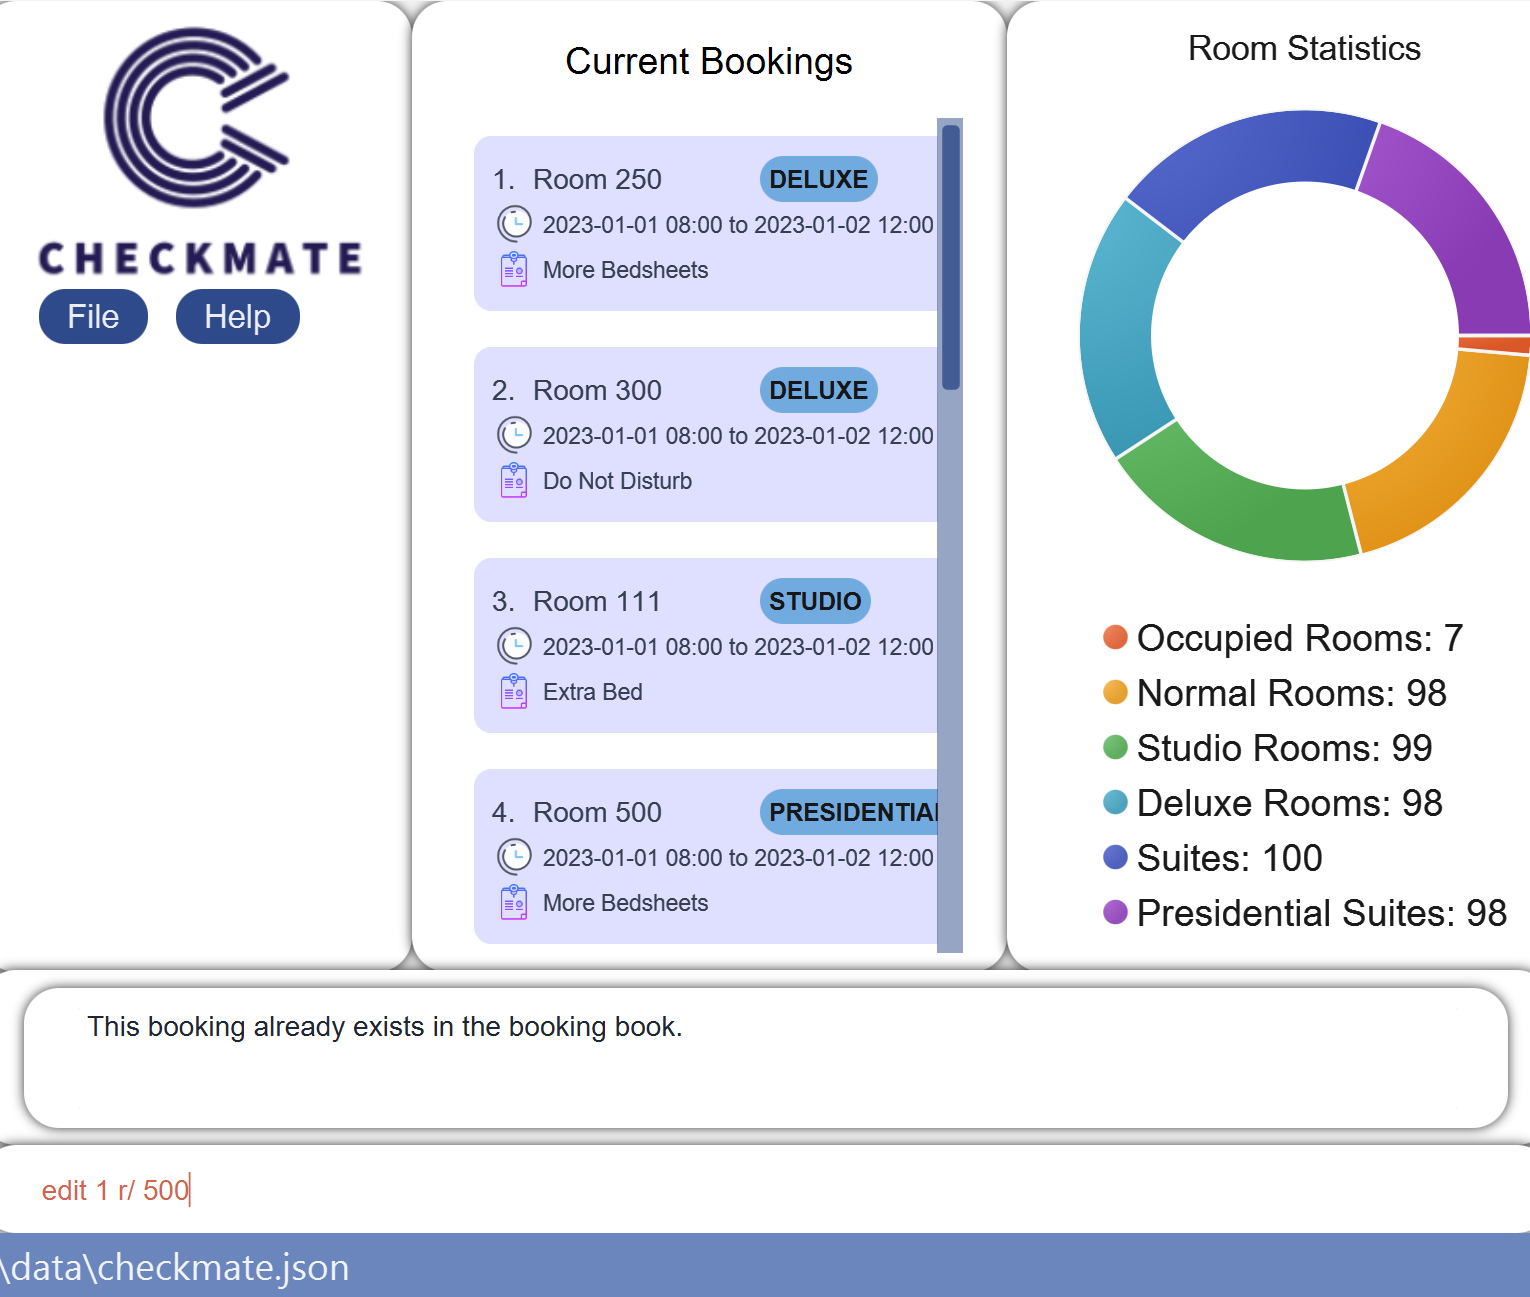 CHECKMATE
File Help
Current Bookings
1. Room 250 DELUXE
2023-01-01 08:00 to 2023-01-02 12:00
More Bedsheets
2. Room 300 DELUXE
2023-01-01 08:00 to 2023-01-02 12:00
Do Not Disturb
3. Room 111 STUDIO
2023-01-01 08:00 to 2023-01-02 12:00
Extra Bed
4. Room 500 PRESIDENTIAL
2023-01-01 08:00 to 2023-01-02 12:00
More Bedsheets
Room Statistics
Occupied Rooms: 7
Normal Rooms: 98
Studio Rooms: 99
Deluxe Rooms: 98
Suites: 100
Presidential Suites: 98
This booking already exists in the booking book.
edit 1 r/ 500
\data\checkmate.json